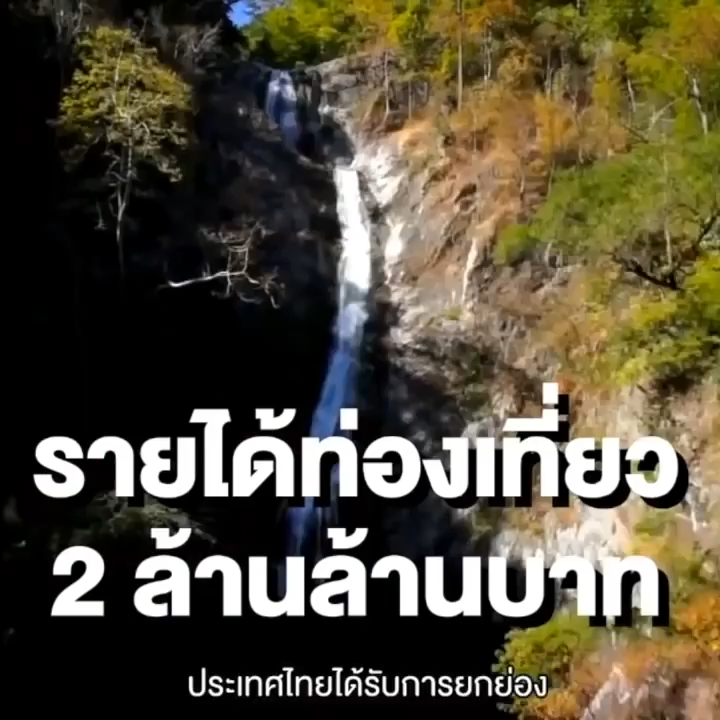 รายได้ท่องเที่ยว
2 ล้านล้านบาท
ประเทศไทยได้รับการยกย่อง